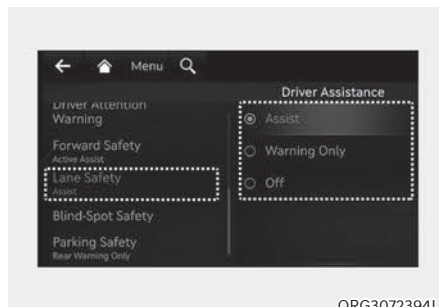 Menu
Driver Assistance
Driver Attention
Warning
Forward Safety
Active Assist
Lane Safety
Assist
Blind-Spot Safety
Parking Safety
Rear Warning Only
Assist
Warning Only
Off
ORG3072394L